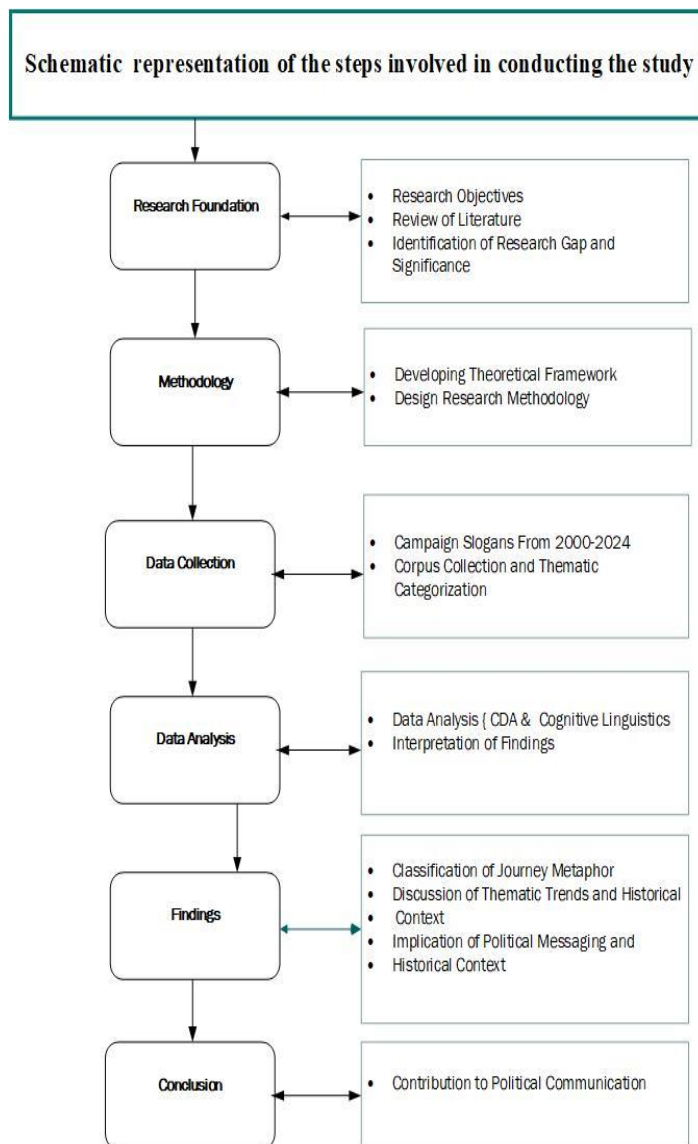 Schematic representation of the steps involved in conducting the study
Research Foundation
• Research Objectives
• Review of Literature
• Identification of Research Gap and
Significance
Methodology
• Developing Theoretical Framework
• Design Research Methodology
Data Collection
• Campaign Slogans From 2000-2024
• Corpus Collection and Thematic
Categorization
Data Analysis
• Data Analysis ( CDA & Cognitive Linguistics
• Interpretation of Findings
Findings
• Classification of Journey Metaphor
• Discussion of Thematic Trends and Historical
• Context
• Implication of Political Messaging and
• Historical Context
Conclusion
• Contribution to Political Communication